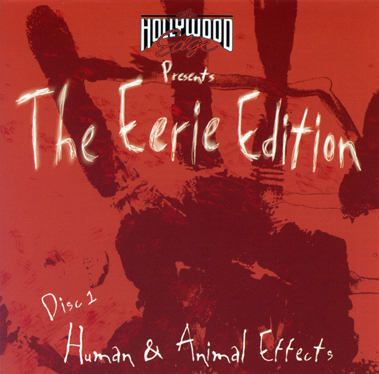 HOLLYWOOD
Edge
Presents
The Eerie Edition
Disc 1
Human & Animal Effects